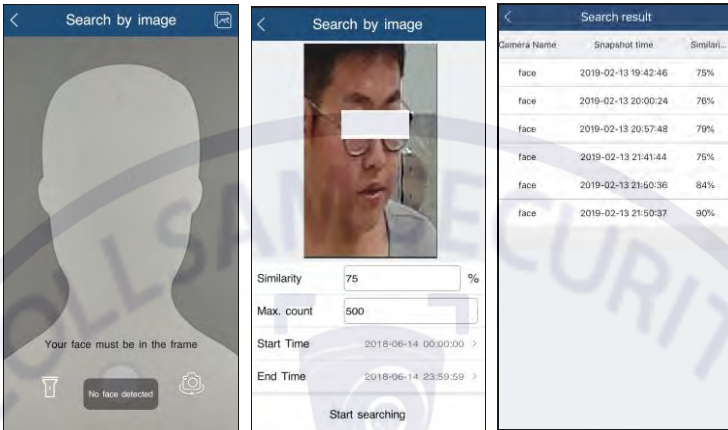 Search by image
Your face must be in the frame
No face detected
Search by image
Similarity 75 %
Max. count 500
Start Time 2018-06-14 00:00:00 >
End Time 2018-06-14 23:59:59 >
Start searching
Search result
Camera Name Snapshot time Similari...
face 2019-02-13 19:42:46 75%
face 2019-02-13 20:00:24 76%
face 2019-02-13 20:57:48 79%
face 2019-02-13 21:41:44 75%
face 2019-02-13 21:50:36 84%
face 2019-02-13 21:50:37 90%
OLLSAM SECURIT